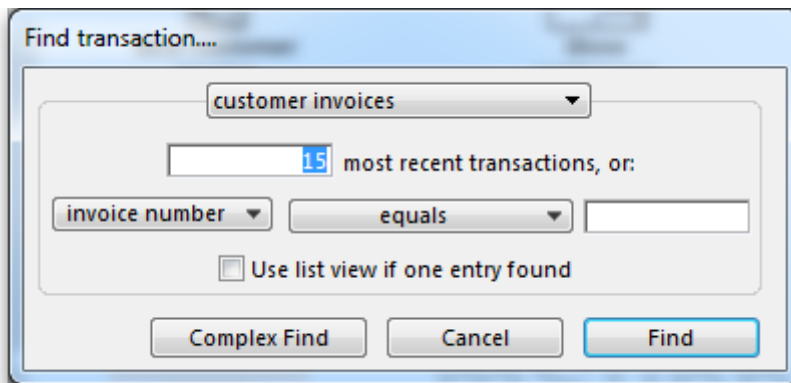 Find transaction....
customer invoices
15 most recent transactions, or:
invoice number equals
Use list view if one entry found
Complex Find Cancel Find